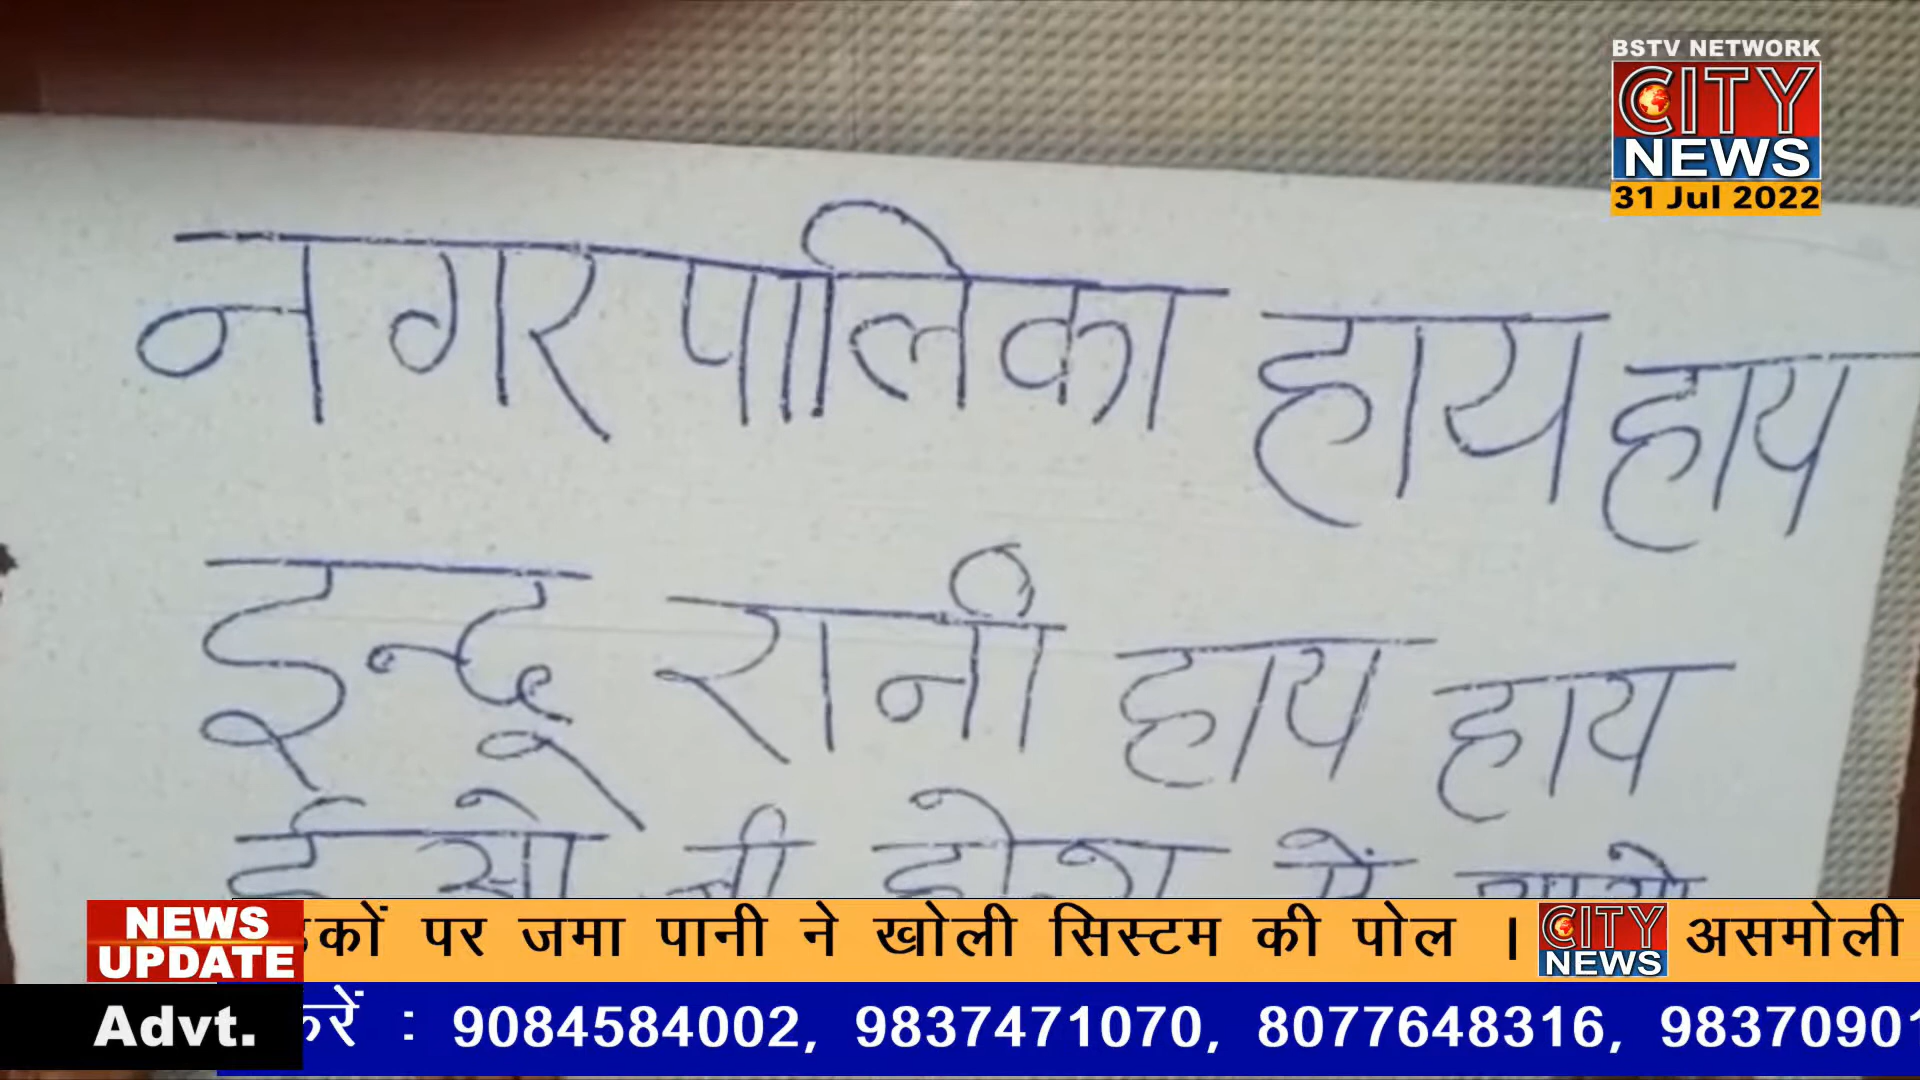 BSTV NETWORK
CITY
NEWS
31 Jul 2022
नगरपालिका हाय हाय
इन्दू रानी हाय हाय
होश में
NEWS UPDATE
पर जमा पानी ने खोली सिस्टम की पोल । CITY NEWS असमोली
Advt.
: 9084584002, 9837471070, 8077648316, 98370901